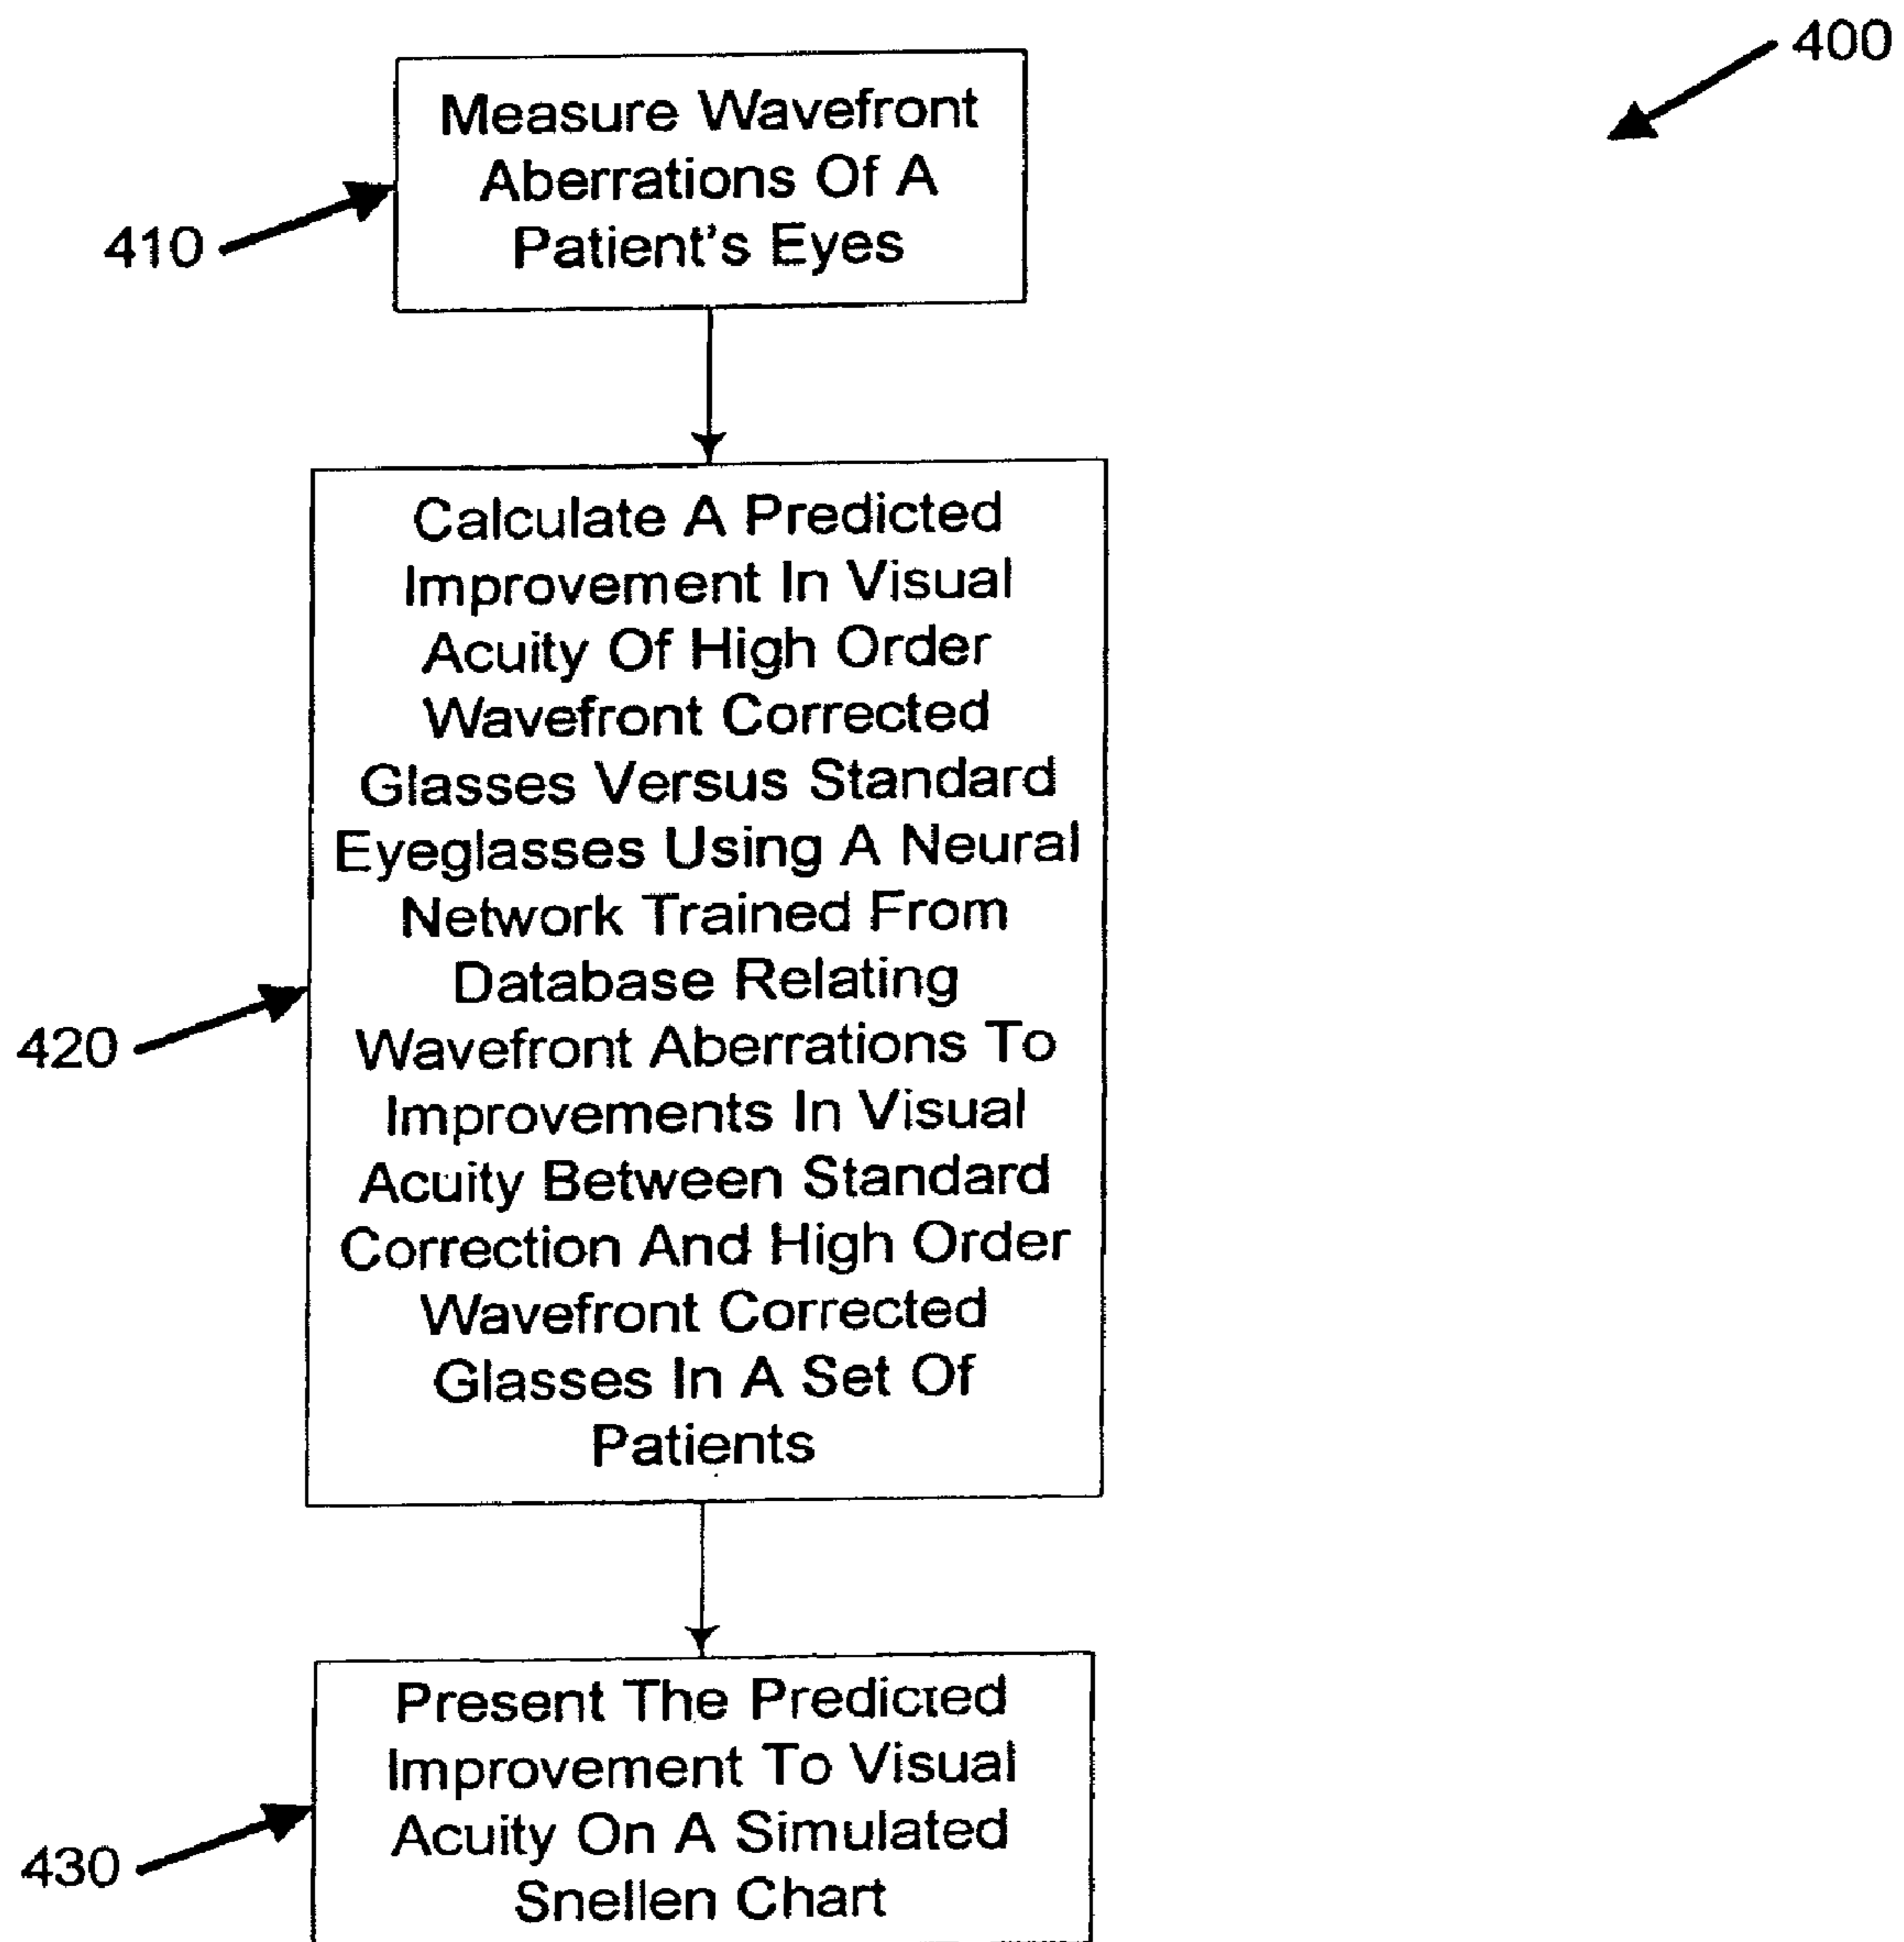 400
Measure Wavefront
Aberrations Of A
Patient's Eyes
410
Calculate A Predicted
Improvement In Visual
Acuity Of High Order
Wavefront Corrected
Glasses Versus Standard
Eyeglasses Using A Neural
Network Trained From
Database Relating
Wavefront Aberrations To
Improvements In Visual
Acuity Between Standard
Correction And High Order
Wavefront Corrected
Glasses In A Set Of
Patients
420
Present The Predicted
Improvement To Visual
Acuity On A Simulated
Snellen Chart
430